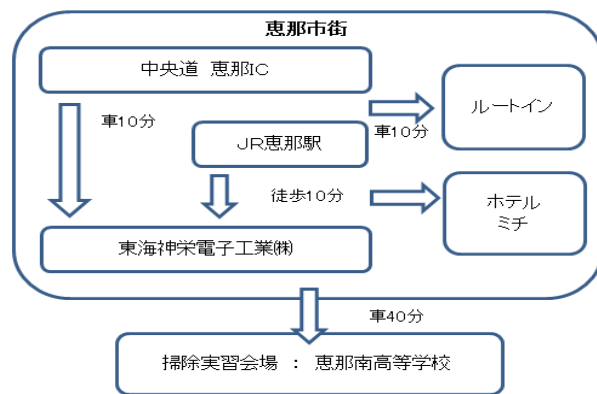 恵那市街
中央道 恵那IC
ルートイン
車10分
車10分
JR恵那駅
徒歩10分
ホテル
ミチ
東海神栄電子工業㈱
車40分
掃除実習会場 : 恵那南高等学校